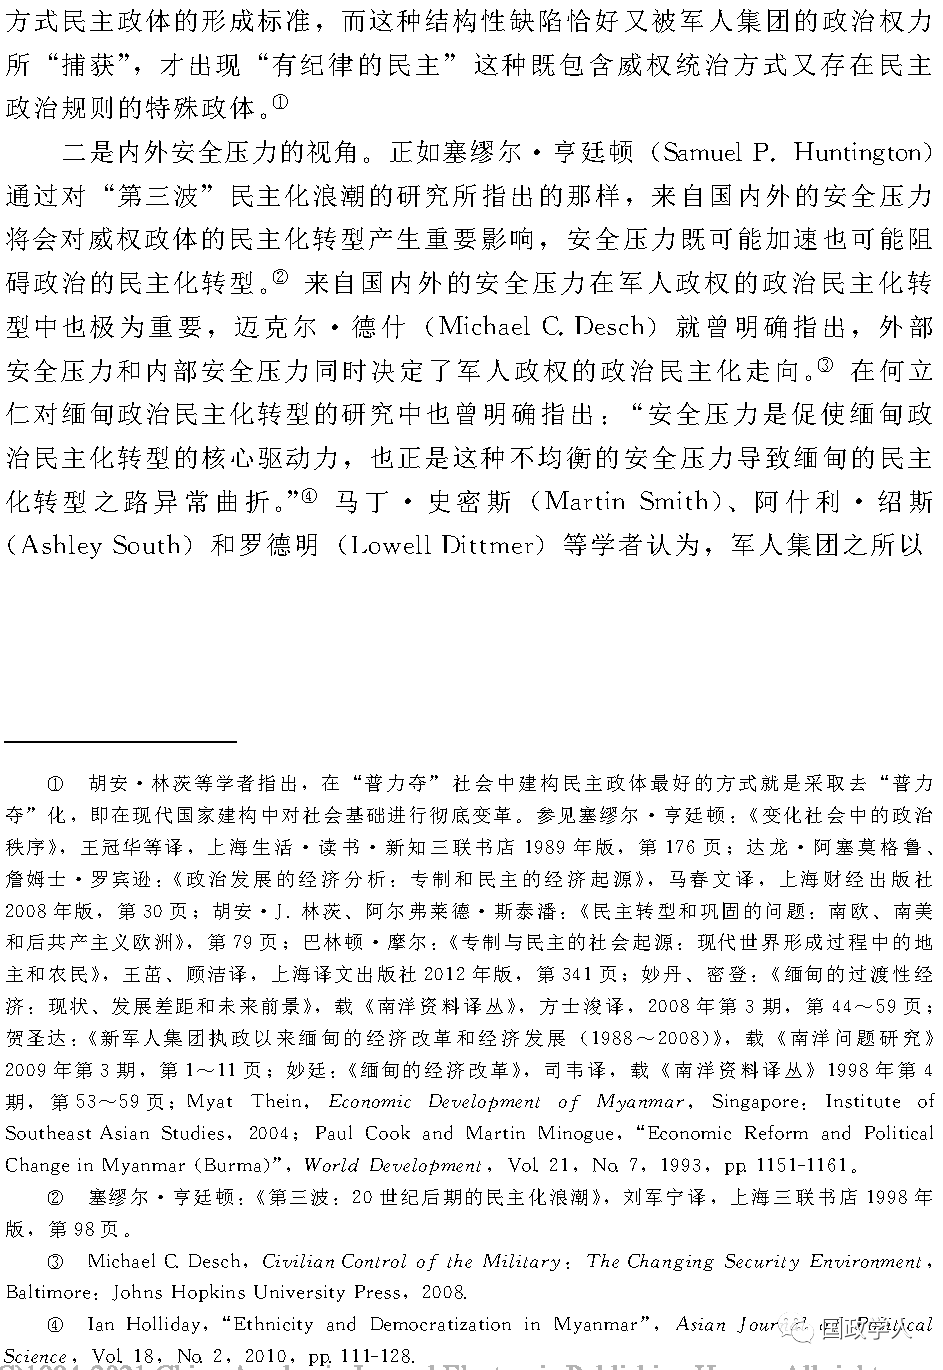 方式民主政体的形成标准，而这种结构性缺陷恰好又被军人集团的政治权力
所“捕获”，才出现“有纪律的民主”这种既包含威权统治方式又存在民主
政治规则的特殊政体。①
二是内外安全压力的视角。正如塞缪尔·亨廷顿（Samuel P. Huntington）
通过对“第三波”民主化浪潮的研究所指出的那样，来自国内外的安全压力
将会对威权政体的民主化转型产生重要影响，安全压力既可能加速也可能阻
碍政治的民主化转型。② 来自国内外的安全压力在军人政权的政治民主化转
型中也极为重要，迈克尔·德什（Michael C. Desch）就曾明确指出，外部
安全压力和内部安全压力同时决定了军人政权的政治民主化走向。③ 在何立
仁对缅甸政治民主化转型的研究中也曾明确指出：“安全压力是促使缅甸政
治民主化转型的核心驱动力，也正是这种不均衡的安全压力导致缅甸的民主
化转型之路异常曲折。”④ 马丁·史密斯（Martin Smith）、阿什利·绍斯
（Ashley South）和罗德明（Lowell Dittmer）等学者认为，军人集团之所以
① 胡安·林茨等学者指出，在“普力夺”社会中建构民主政体最好的方式就是采取去“普力
夺”化，即在现代国家建构中对社会基础进行彻底变革。参见塞缪尔·亨廷顿：《变化社会中的政治
秩序》，王冠华等译，上海生活·读书·新知三联书店 1989 年版，第 176 页；达龙·阿塞莫格鲁、
詹姆士·罗宾逊：《政治发展的经济分析：专制和民主的经济起源》，马春文译，上海财经出版社
2008 年版，第 30 页；胡安·J. 林茨、阿尔弗莱德·斯泰潘：《民主转型和巩固的问题：南欧、南美
和后共产主义欧洲》，第 79 页；巴林顿·摩尔：《专制与民主的社会起源：现代世界形成过程中的地
主和农民》，王茁、顾洁译，上海译文出版社 2012 年版，第 341 页；妙丹、密登：《缅甸的过渡性经
济：现状、发展差距和未来前景》，载《南洋资料译丛》，方士浚译，2008 年第 3 期，第 44～59 页；
贺圣达：《新军人集团执政以来缅甸的经济改革和经济发展（1988～2008）》，载《南洋问题研究》
2009 年第 3 期，第 1～11 页；妙廷：《缅甸的经济改革》，司韦译，载《南洋资料译丛》1998 年第 4
期，第 53～59 页；Myat Thein, Economic Development of Myanmar, Singapore: Institute of
Southeast Asian Studies, 2004; Paul Cook and Martin Minogue, “Economic Reform and Political
Change in Myanmar (Burma)”, World Development, Vol. 21, No. 7, 1993, pp. 1151-1161。
② 塞缪尔·亨廷顿：《第三波：20 世纪后期的民主化浪潮》，刘军宁译，上海三联书店 1998 年
版，第 98 页。
③ Michael C. Desch, Civilian Control of the Military: The Changing Security Environment,
Baltimore: Johns Hopkins University Press, 2008.
④ Ian Holliday, “Ethnicity and Democratization in Myanmar”, Asian Journal of Political
Science, Vol. 18, No. 2, 2010, pp. 111-128.
国政学人